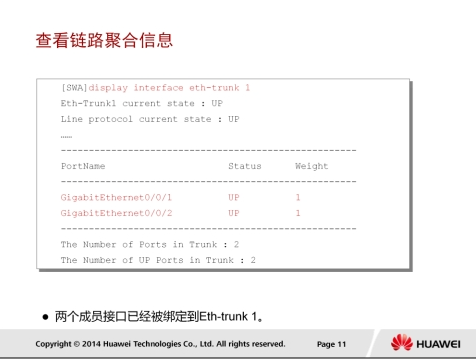 查看链路聚合信息
[SWA]display interface eth-trunk 1
Eth-Trunk1 current state : UP
Line protocol current state : UP
……
-----------------------------------------------------
PortName Status Weight
-----------------------------------------------------
GigabitEthernet0/0/1 UP 1
GigabitEthernet0/0/2 UP 1
-----------------------------------------------------
The Number of Ports in Trunk : 2
The Number of UP Ports in Trunk : 2
● 两个成员接口已经被绑定到Eth-trunk 1。
Copyright © 2014 Huawei Technologies Co., Ltd. All rights reserved. Page 11 HUAWEI